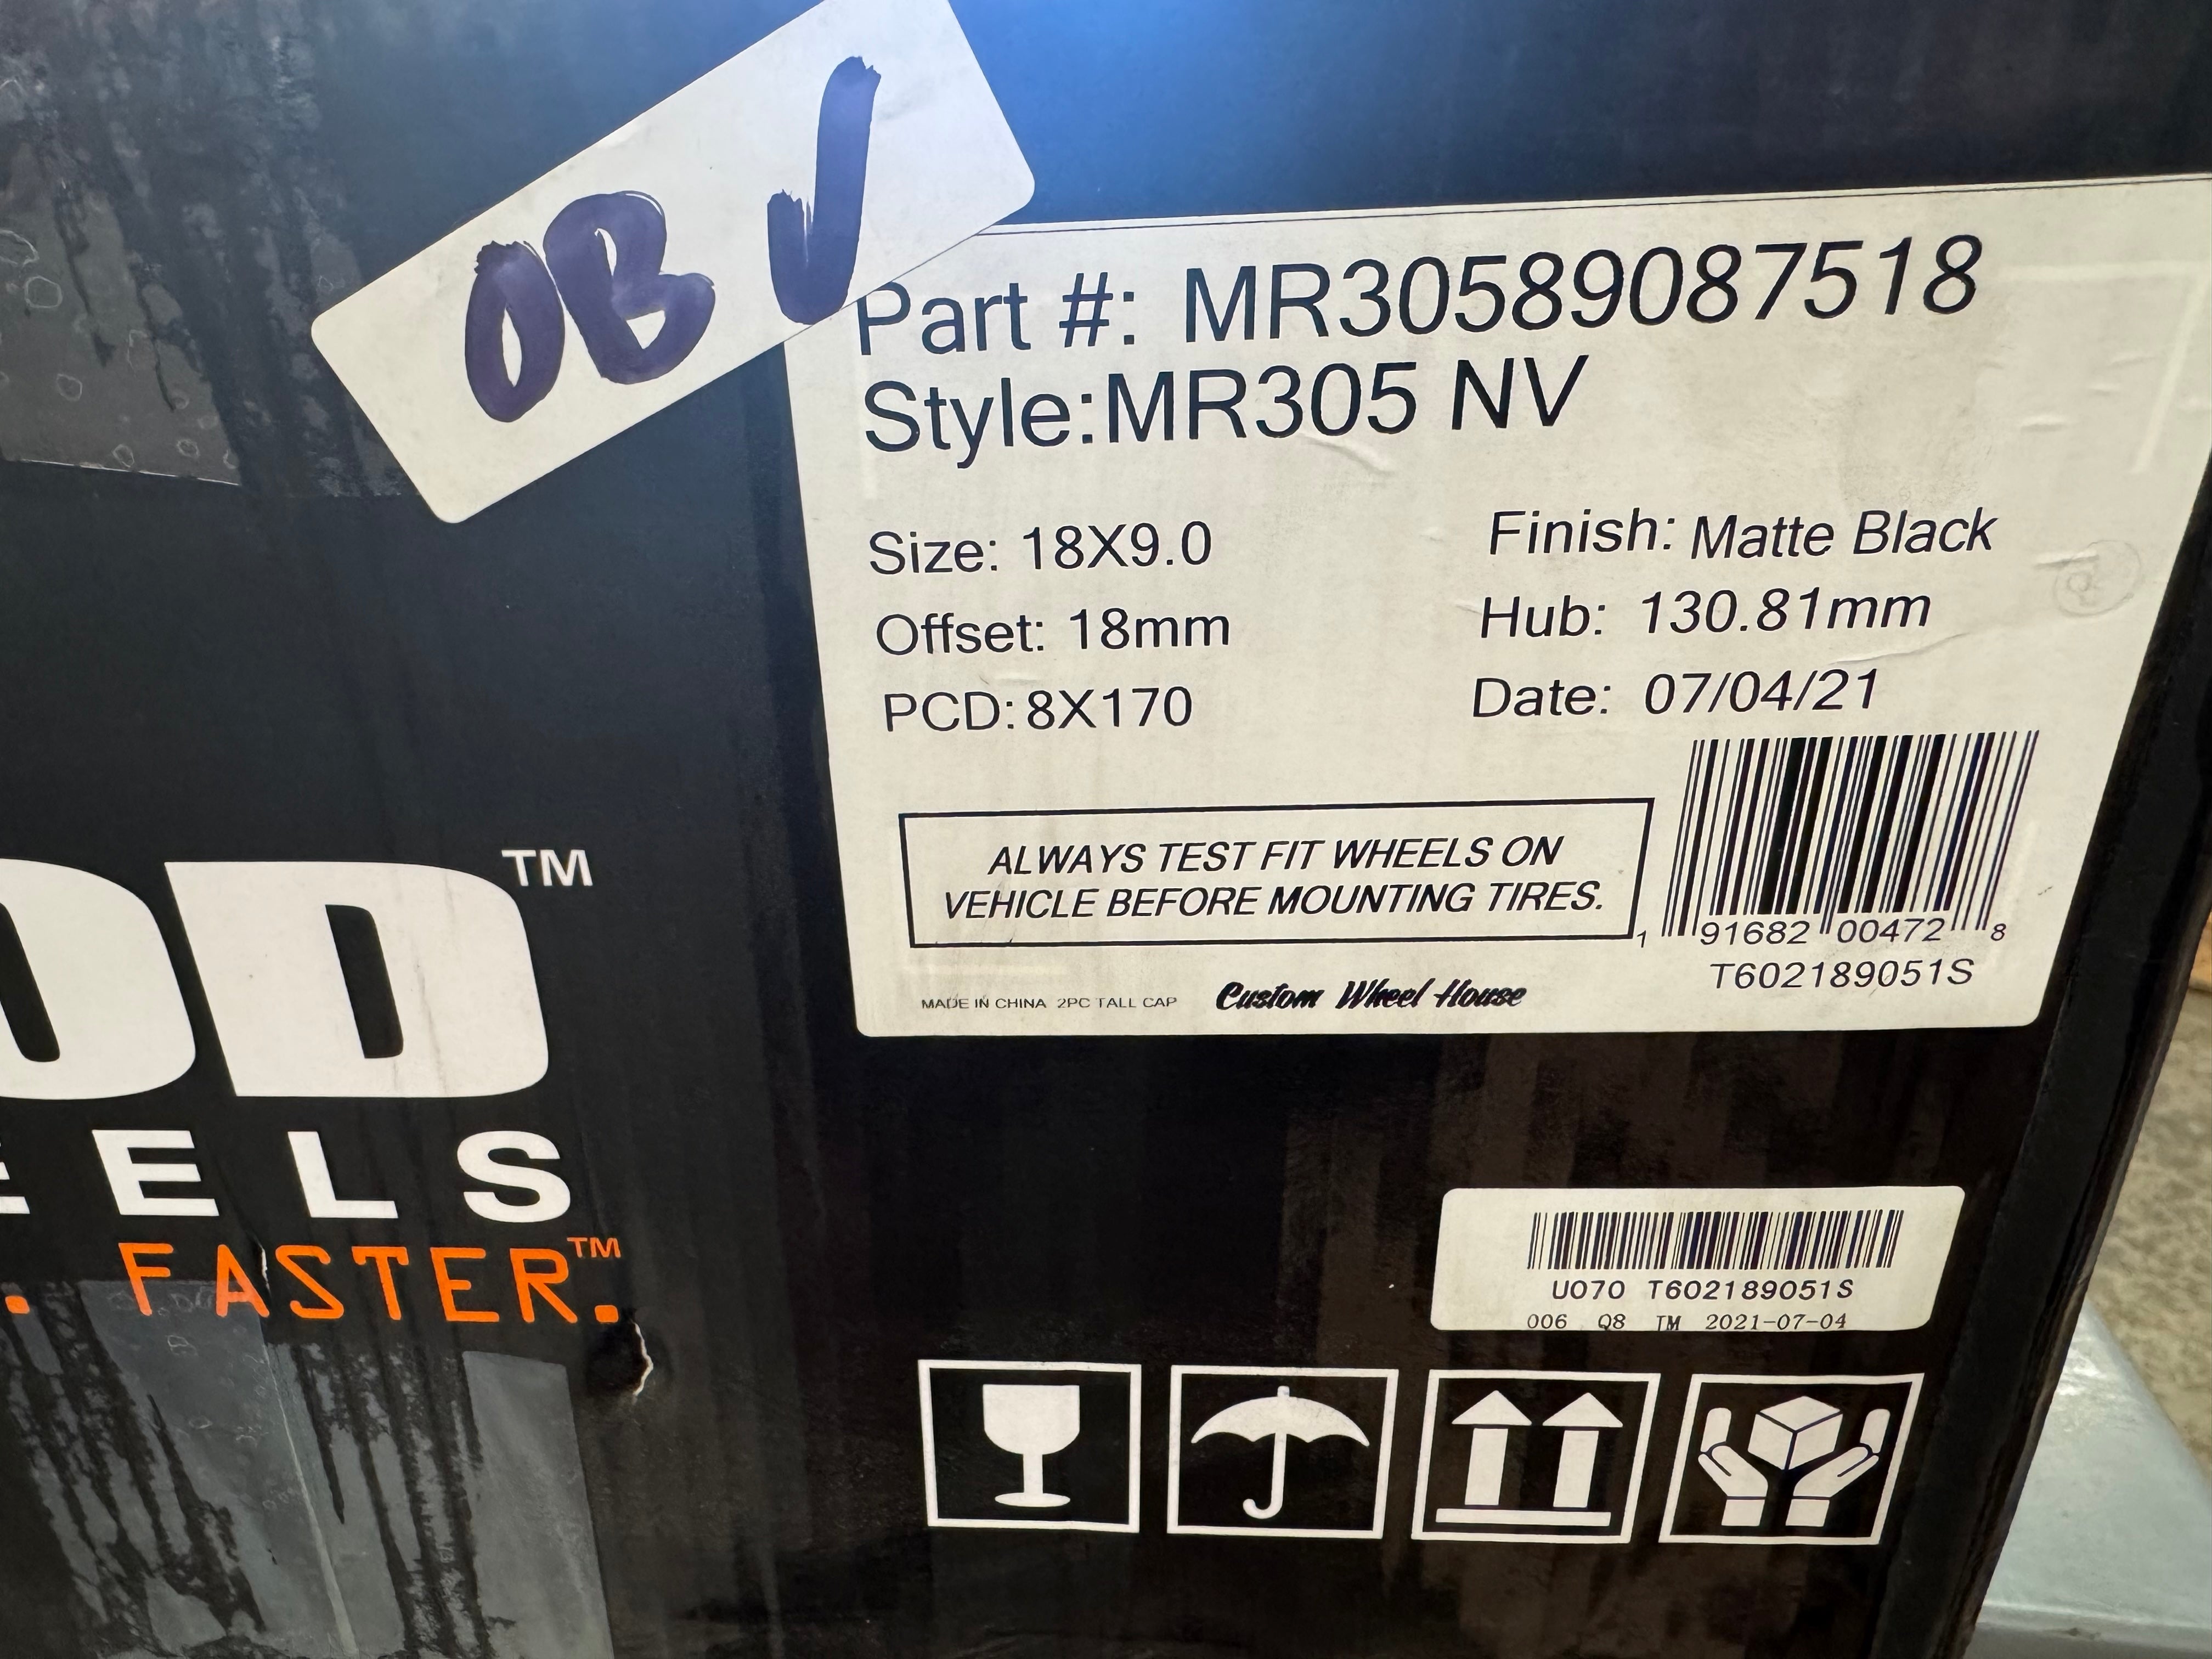 OB ✓
Part #: MR30589087518
Style:MR305 NV
Size: 18X9.0
Finish: Matte Black
Offset: 18mm
Hub: 130.81mm
PCD:8X170
Date: 07/04/21
ALWAYS TEST FIT WHEELS ON
VEHICLE BEFORE MOUNTING TIRES.
1 91682 00472 8
T602189051S
MADE IN CHINA 2PC TALL CAP
Custom Wheel House
OD™
EELS
. FASTER.™
U070 T602189051S
006 Q8 TM 2021-07-04